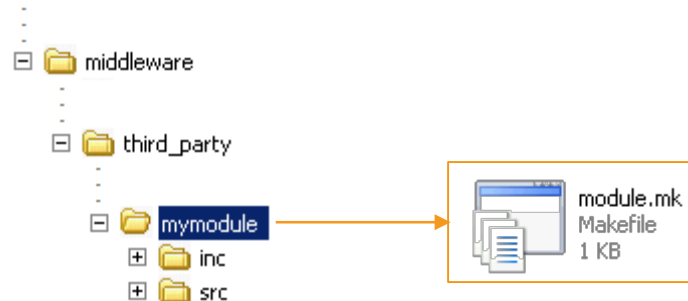 middleware
third_party
mymodule
inc
src
module.mk
Makefile
1 KB